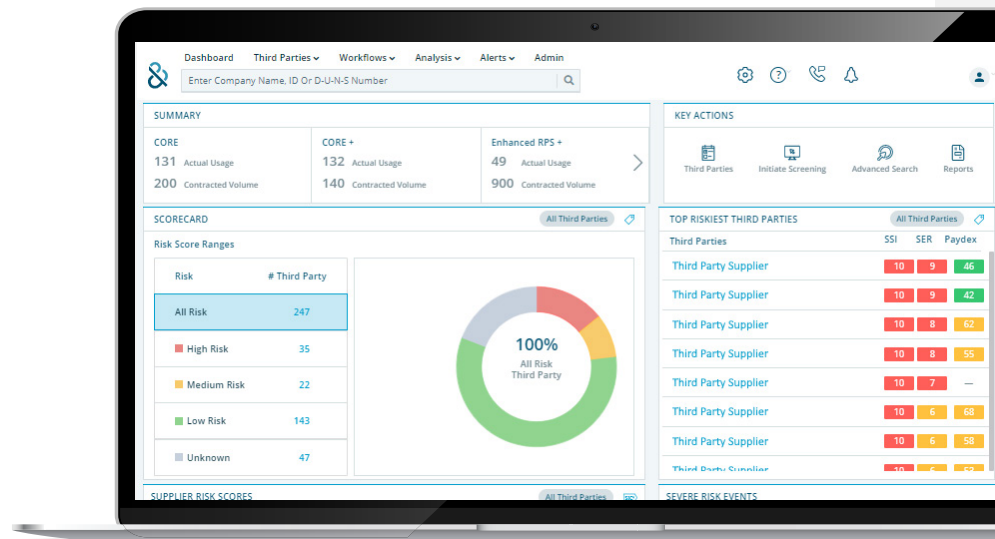 Dashboard Third Parties Workflows Analysis Alerts Admin
Enter Company Name, ID Or D-U-N-S Number
SUMMARY
CORE
131 Actual Usage
200 Contracted Volume
CORE +
132 Actual Usage
140 Contracted Volume
Enhanced RPS +
49 Actual Usage
900 Contracted Volume
KEY ACTIONS
Third Parties
Initiate Screening
Advanced Search
Reports
SCORECARD All Third Parties
Risk Score Ranges
Risk # Third Party
All Risk 247
High Risk 35
Medium Risk 22
Low Risk 143
Unknown 47
100%
All Risk
Third Party
TOP RISKIEST THIRD PARTIES All Third Parties
Third Parties SSI SER Paydex
Third Party Supplier 10 9 46
Third Party Supplier 10 9 42
Third Party Supplier 10 8 62
Third Party Supplier 10 8 55
Third Party Supplier 10 7 —
Third Party Supplier 10 6 68
Third Party Supplier 10 6 58
Third Party Supplier 10 6 53
SUPPLIER RISK SCORES All Third Parties
SEVERE RISK EVENTS